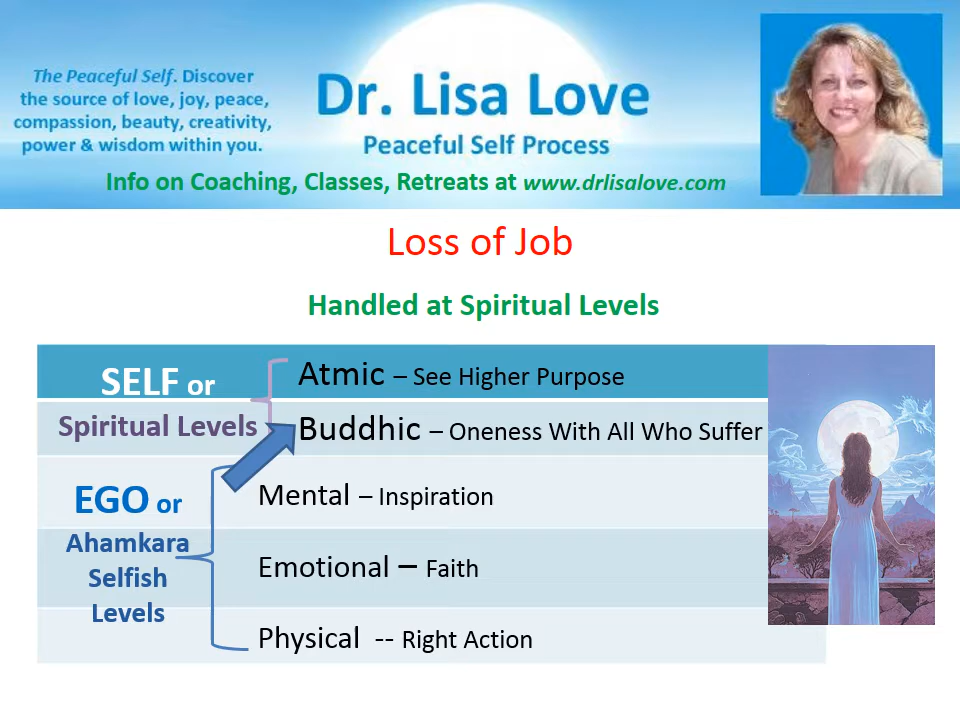 The Peaceful Self. Discover
the source of love, joy, peace,
compassion, beauty, creativity,
power & wisdom within you.
Dr. Lisa Love
Peaceful Self Process
Info on Coaching, Classes, Retreats at www.drlisalove.com
Loss of Job
Handled at Spiritual Levels
SELF or
Spiritual Levels
Atmic – See Higher Purpose
Buddhic – Oneness With All Who Suffer
EGO or
Ahamkara
Selfish
Levels
Mental – Inspiration
Emotional – Faith
Physical -- Right Action